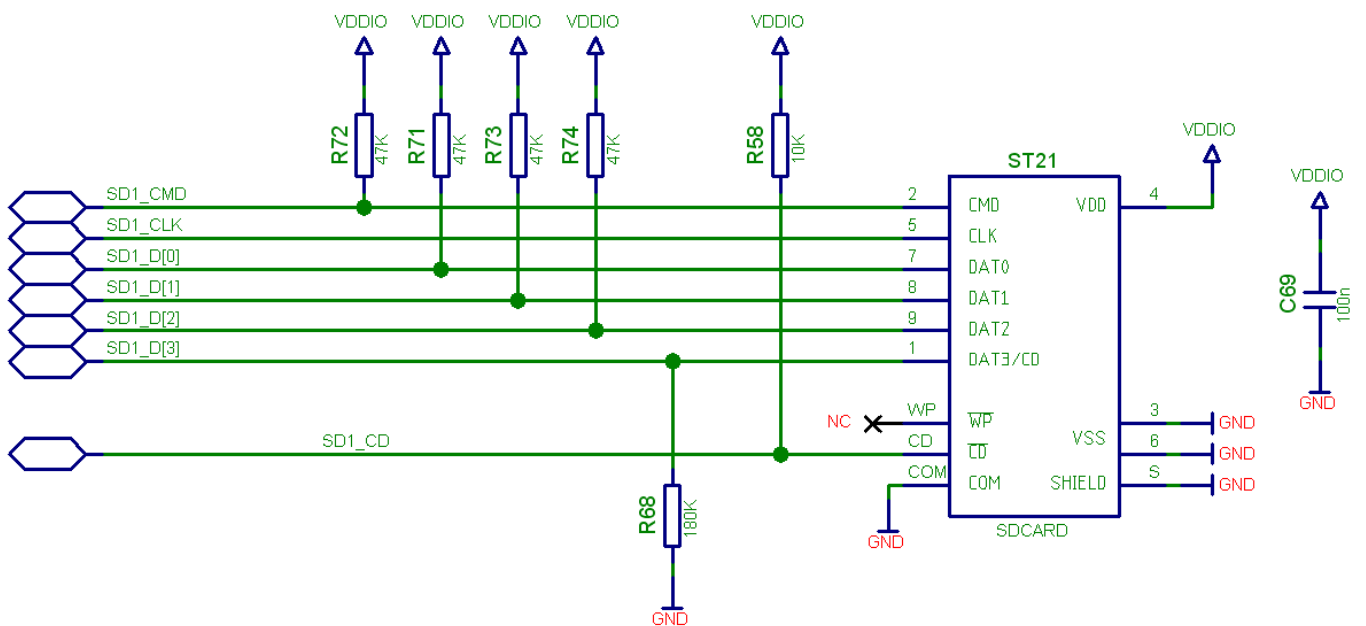 VDDIO VDDIO VDDIO VDDIO VDDIO
R72 47K R71 47K R73 47K R74 47K R58 10K
VDDIO
VDDIO
ST21
SD1_CMD 2 CMD VDD 4
SD1_CLK 5 CLK
SD1_D[0] 7 DAT0
SD1_D[1] 8 DAT1
C69 100n
SD1_D[2] 9 DAT2
SD1_D[3] 1 DAT3/CD
GND
NC WP WP 3 GND
VSS
SD1_CD CD CD 6 GND
COM COM SHIELD S GND
R68 180K
SDCARD
GND
GND